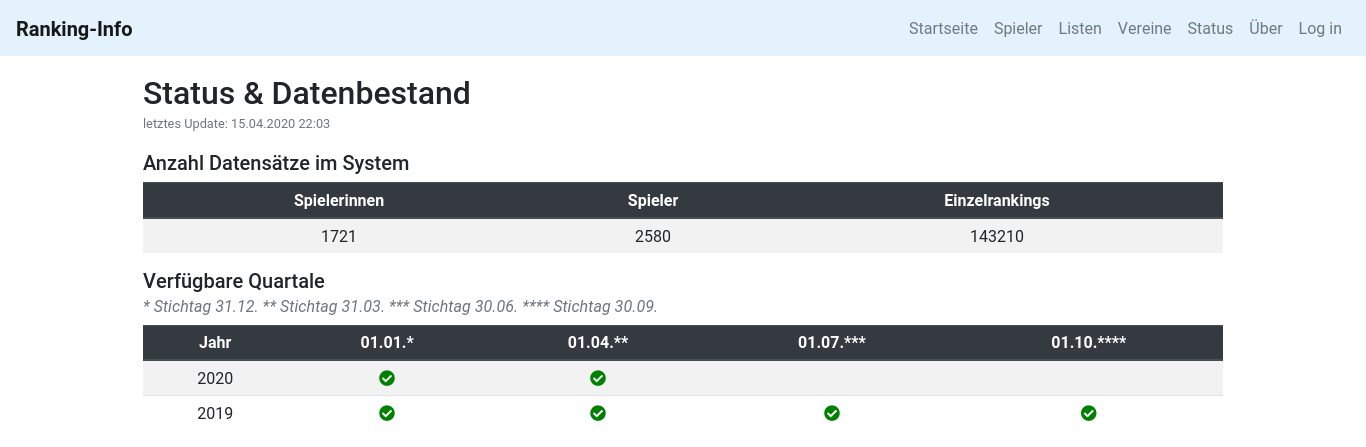 Ranking-Info Startseite Spieler Listen Vereine Status Über Log in
Status & Datenbestand
letztes Update: 15.04.2020 22:03
Anzahl Datensätze im System
Spielerinnen Spieler Einzelrankings
1721 2580 143210
Verfügbare Quartale
* Stichtag 31.12. ** Stichtag 31.03. *** Stichtag 30.06. **** Stichtag 30.09.
Jahr 01.01.* 01.04.** 01.07.*** 01.10.****
2020
2019